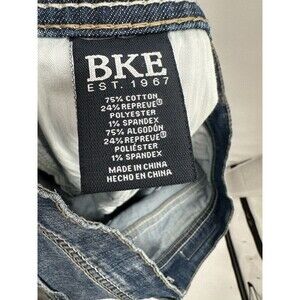 BKE
EST. 1967
75% COTTON
24% REPREVE®
POLYESTER
1% SPANDEX
75% ALGODÓN
24% REPREVE®
POLIÉSTER
1% SPANDEX
MADE IN CHINA
HECHO EN CHINA